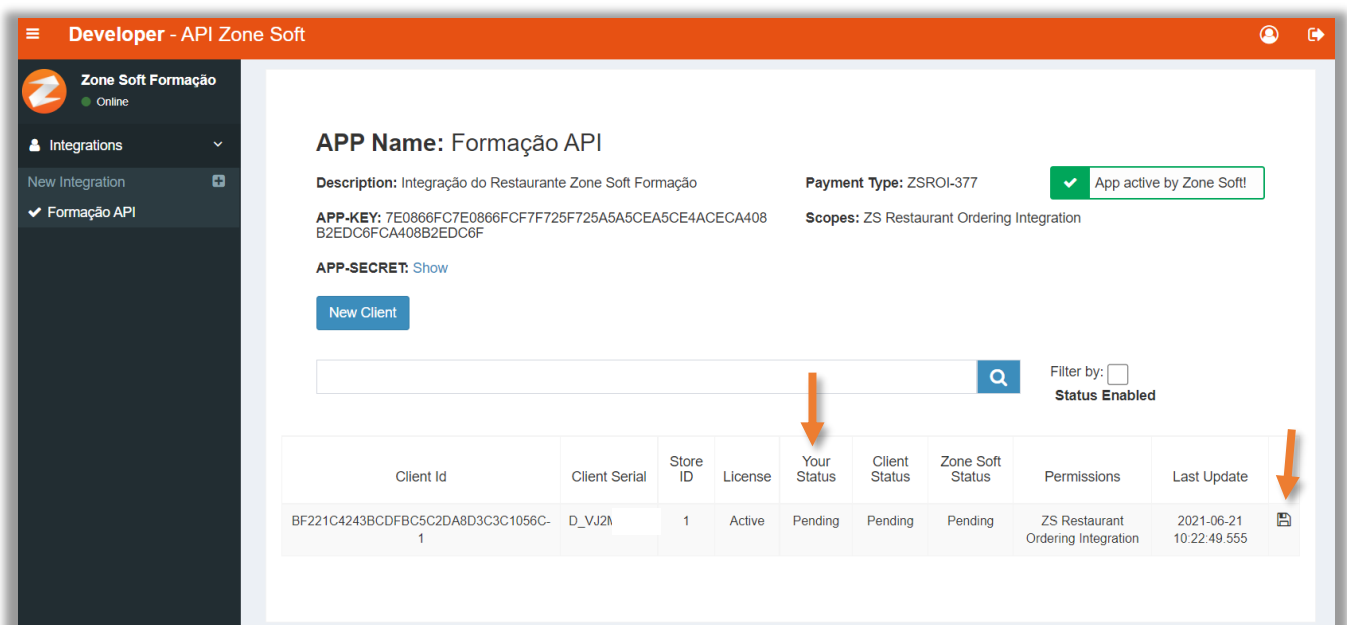 Developer - API Zone Soft
Zone Soft Formação
Online
Integrations
New Integration
Formação API
APP Name: Formação API
Description: Integração do Restaurante Zone Soft Formação
Payment Type: ZSROI-377
App active by Zone Soft!
APP-KEY: 7E0866FC7E0866FCF7F725F725A5A5CEA5CE4ACECA408
B2EDC6FCA408B2EDC6F
Scopes: ZS Restaurant Ordering Integration
APP-SECRET: Show
New Client
Filter by:
Status Enabled
Client Id
Client Serial
Store
ID
License
Your
Status
Client
Status
Zone Soft
Status
Permissions
Last Update
BF221C4243BCDFBC5C2DA8D3C3C1056C-
1
D_VJ2
1
Active
Pending
Pending
Pending
ZS Restaurant
Ordering Integration
2021-06-21
10:22:49.555